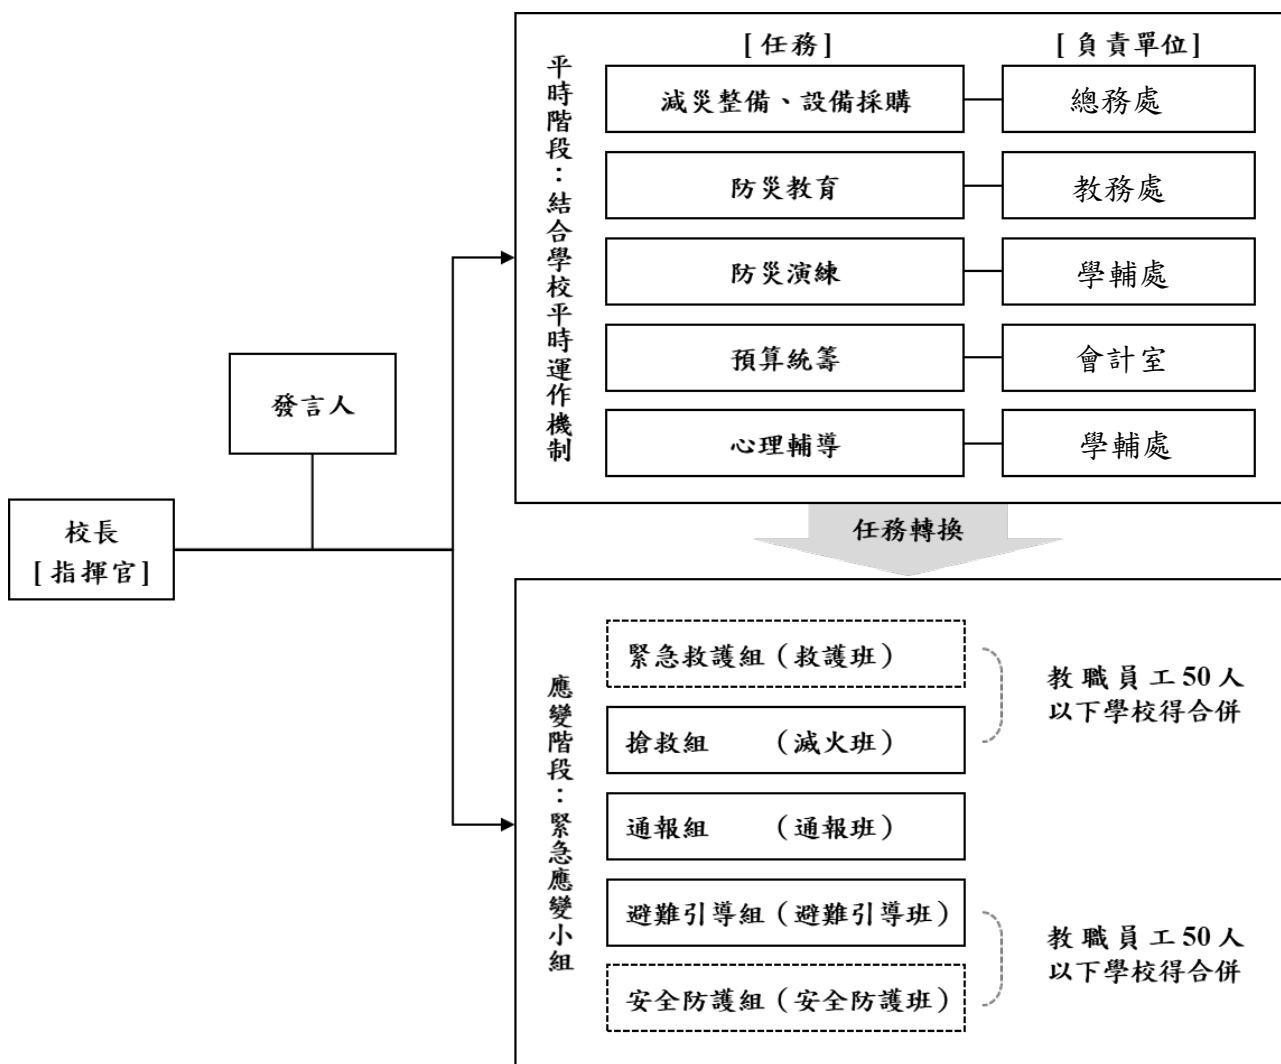 [任務]
[負責單位]
平時階段：結合學校平時運作機制
減災整備、設備採購
總務處
防災教育
教務處
防災演練
學輔處
預算統籌
會計室
心理輔導
學輔處
發言人
校長
[指揮官]
任務轉換
應變階段：緊急應變小組
緊急救護組（救護班）
搶救組　　（滅火班）
教職員工50人
以下學校得合併
通報組　　（通報班）
避難引導組（避難引導班）
安全防護組（安全防護班）
教職員工50人
以下學校得合併